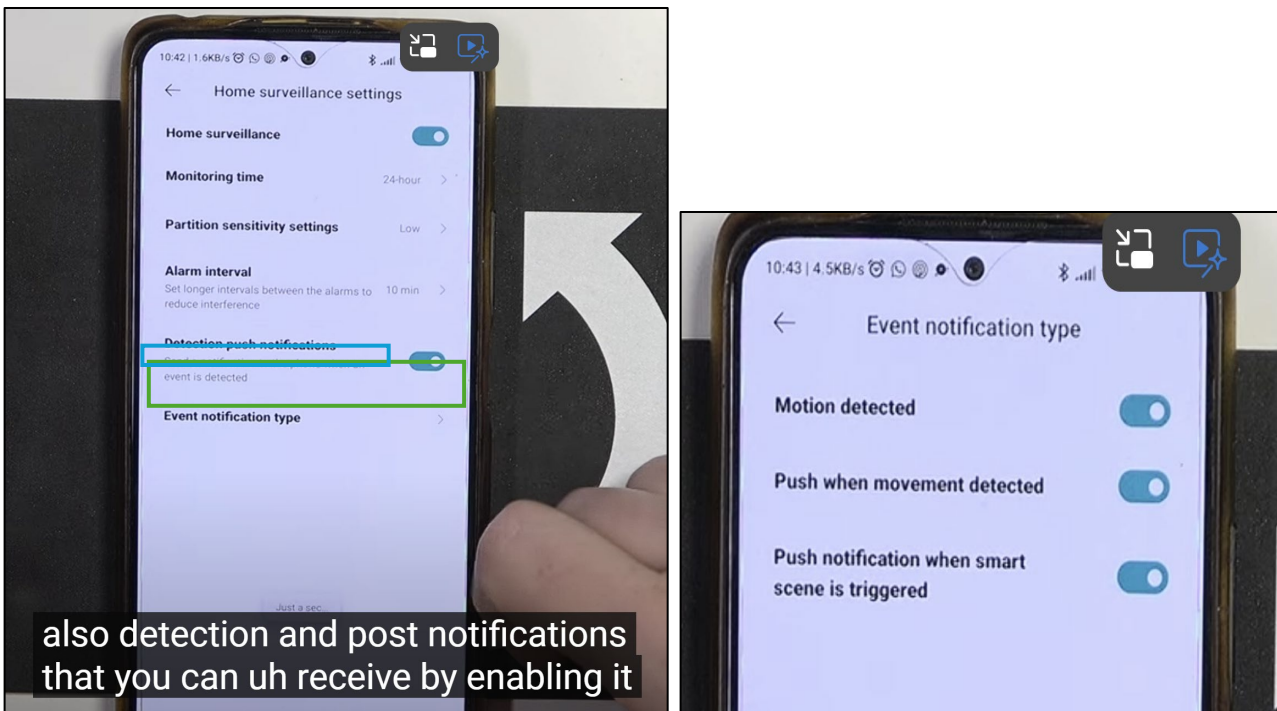 10:42 | 1.6KB/s
Home surveillance settings
Home surveillance
Monitoring time
24-hour
Partition sensitivity settings
Low
Alarm interval
Set longer intervals between the alarms to
reduce interference
10 min
Detection push notifications
event is detected
Event notification type
Just a sec...
also detection and post notifications
that you can uh receive by enabling it
10:43 | 4.5KB/s
Event notification type
Motion detected
Push when movement detected
Push notification when smart
scene is triggered